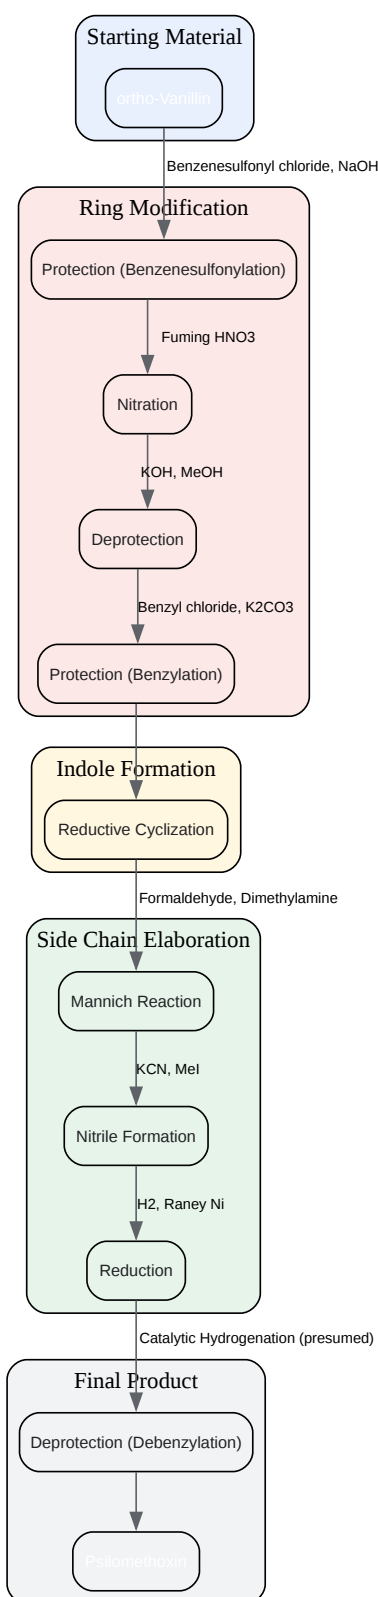 Starting Material
ortho-Vanillin
Benzenesulfonyl chloride, NaOH
Ring Modification
Protection (Benzenesulfonylation)
Fuming HNO3
Nitration
KOH, MeOH
Deprotection
Benzyl chloride, K2CO3
Protection (Benzylation)
Indole Formation
Reductive Cyclization
Formaldehyde, Dimethylamine
Side Chain Elaboration
Mannich Reaction
KCN, MeI
Nitrile Formation
H2, Raney Ni
Reduction
Catalytic Hydrogenation (presumed)
Final Product
Deprotection (Debenzylation)
Psilomethoxin